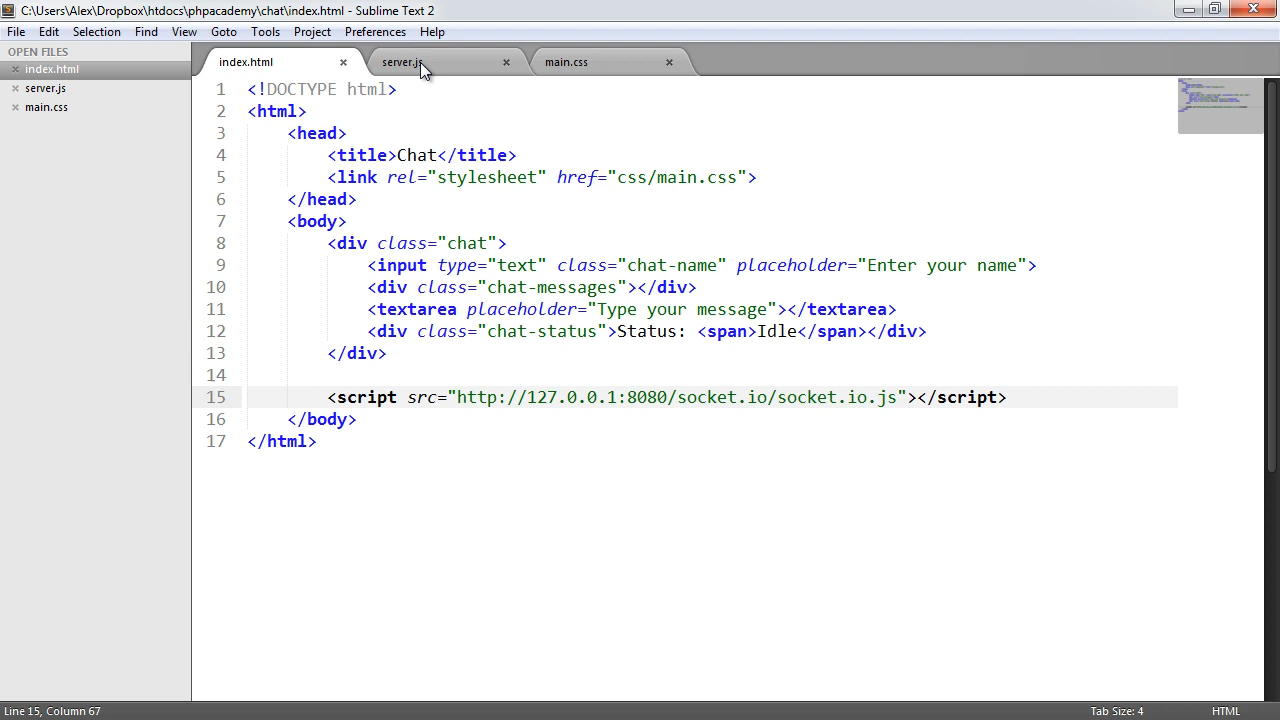 C:\Users\Alex\Dropbox\htdocs\phpacademy\chat\index.html - Sublime Text 2
File Edit Selection Find View Goto Tools Project Preferences Help
OPEN FILES
index.html
server.js
main.css
index.html server.js main.css
1 <!DOCTYPE html>
2 <html>
3 <head>
4 <title>Chat</title>
5 <link rel="stylesheet" href="css/main.css">
6 </head>
7 <body>
8 <div class="chat">
9 <input type="text" class="chat-name" placeholder="Enter your name">
10 <div class="chat-messages"></div>
11 <textarea placeholder="Type your message"></textarea>
12 <div class="chat-status">Status: <span>Idle</span></div>
13 </div>
14
15 <script src="http://127.0.0.1:8080/socket.io/socket.io.js"></script>
16 </body>
17 </html>
Line 15, Column 67 Tab Size: 4 HTML